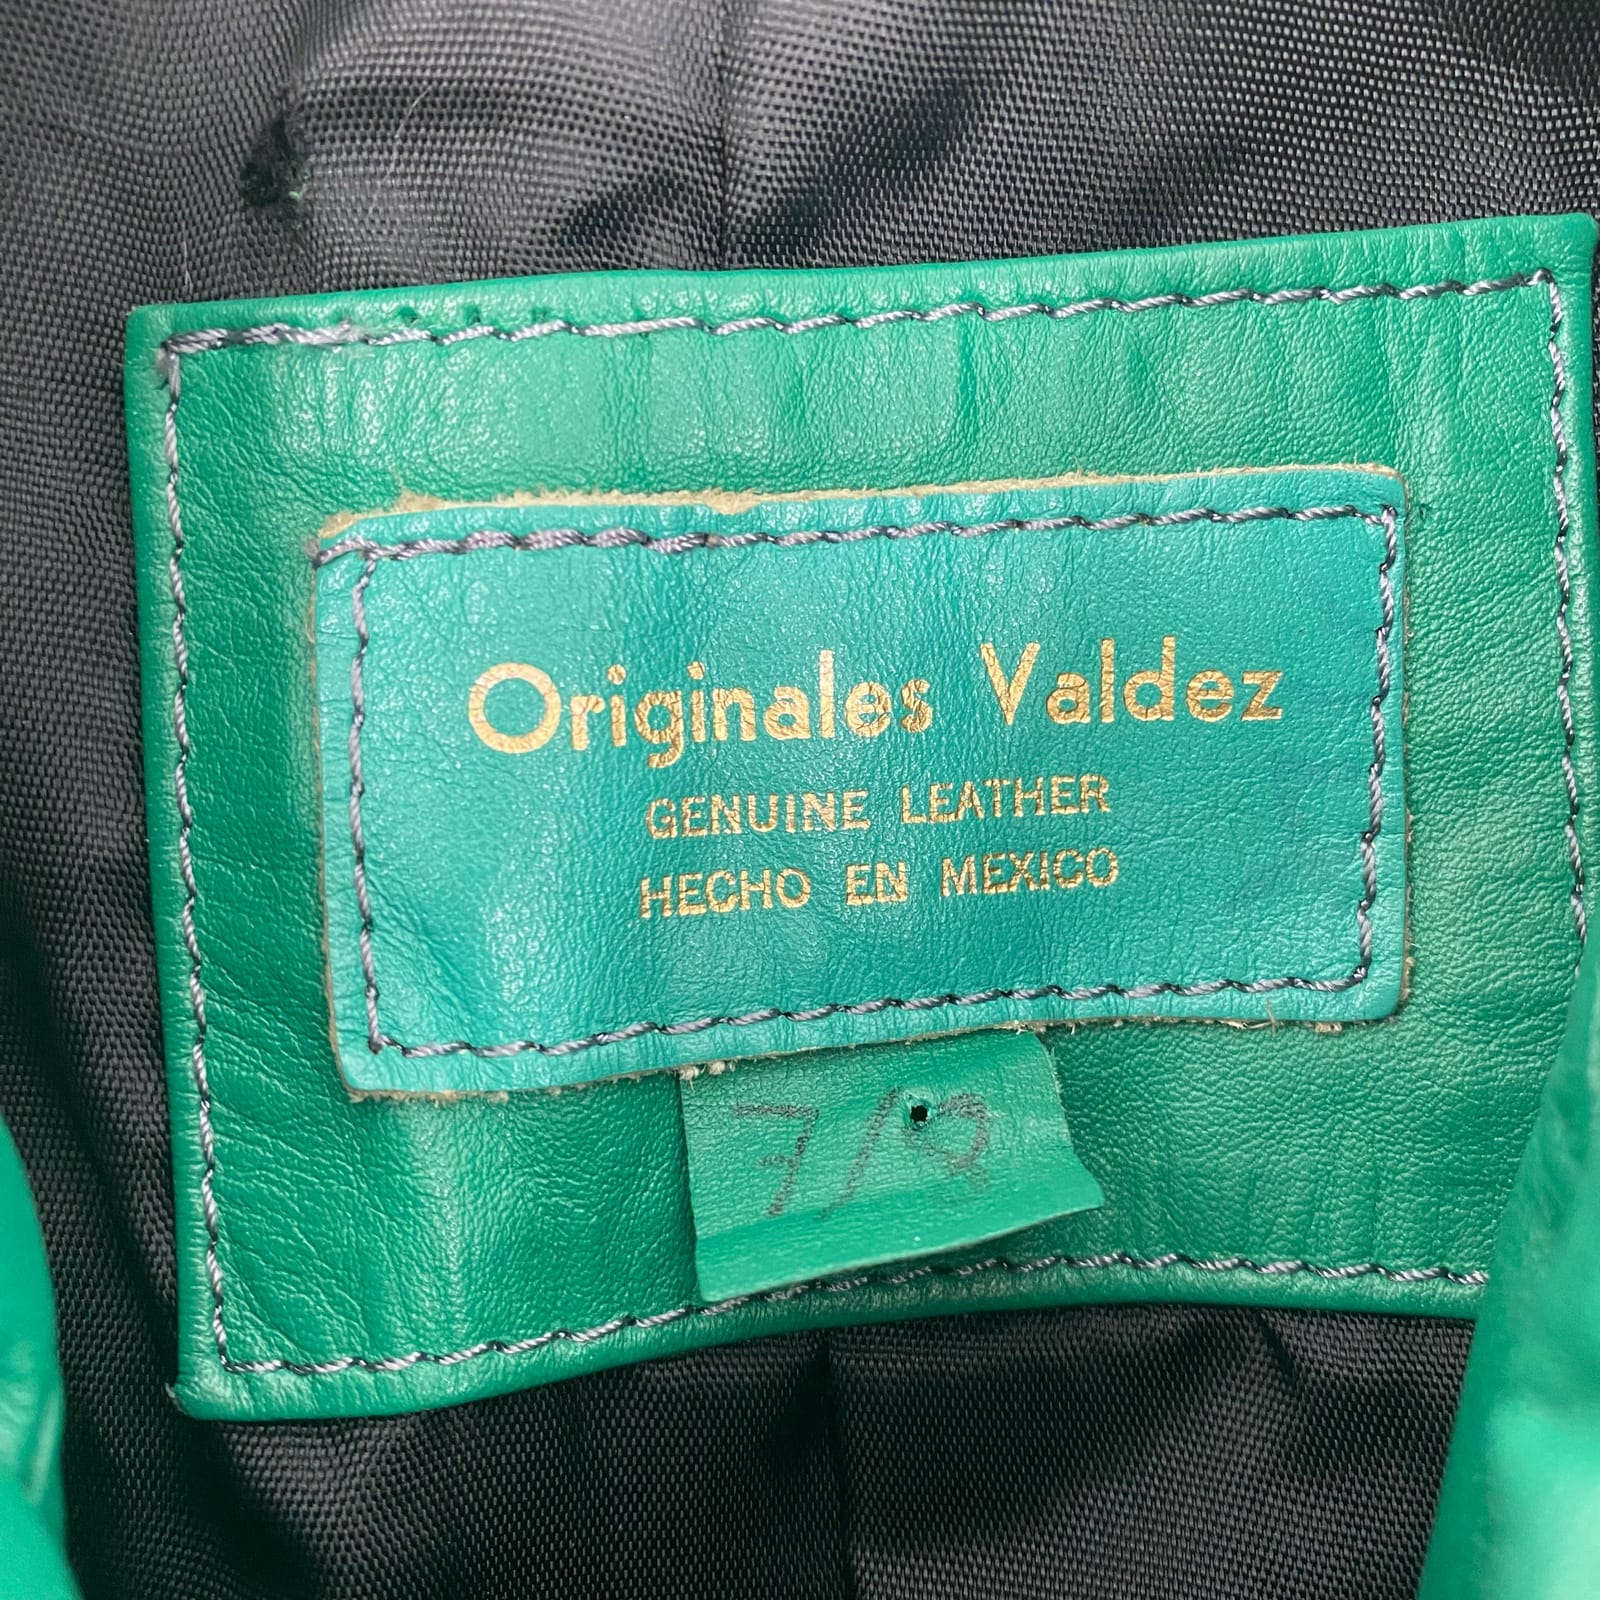 Originales Valdez
GENUINE LEATHER
HECHO EN MEXICO
7/8